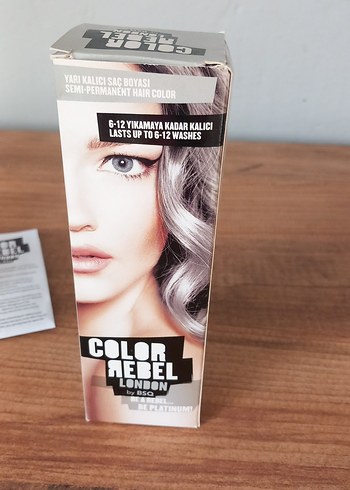 COLOR
REBEL
YARI KALICI SAÇ BOYASI
SEMI-PERMANENT HAIR COLOR
6-12 YIKAMAYA KADAR KALICI
LASTS UP TO 6-12 WASHES
COLOR
REBEL
LONDON
by BSQ
BE A REBEL...
BE PLATINUM!